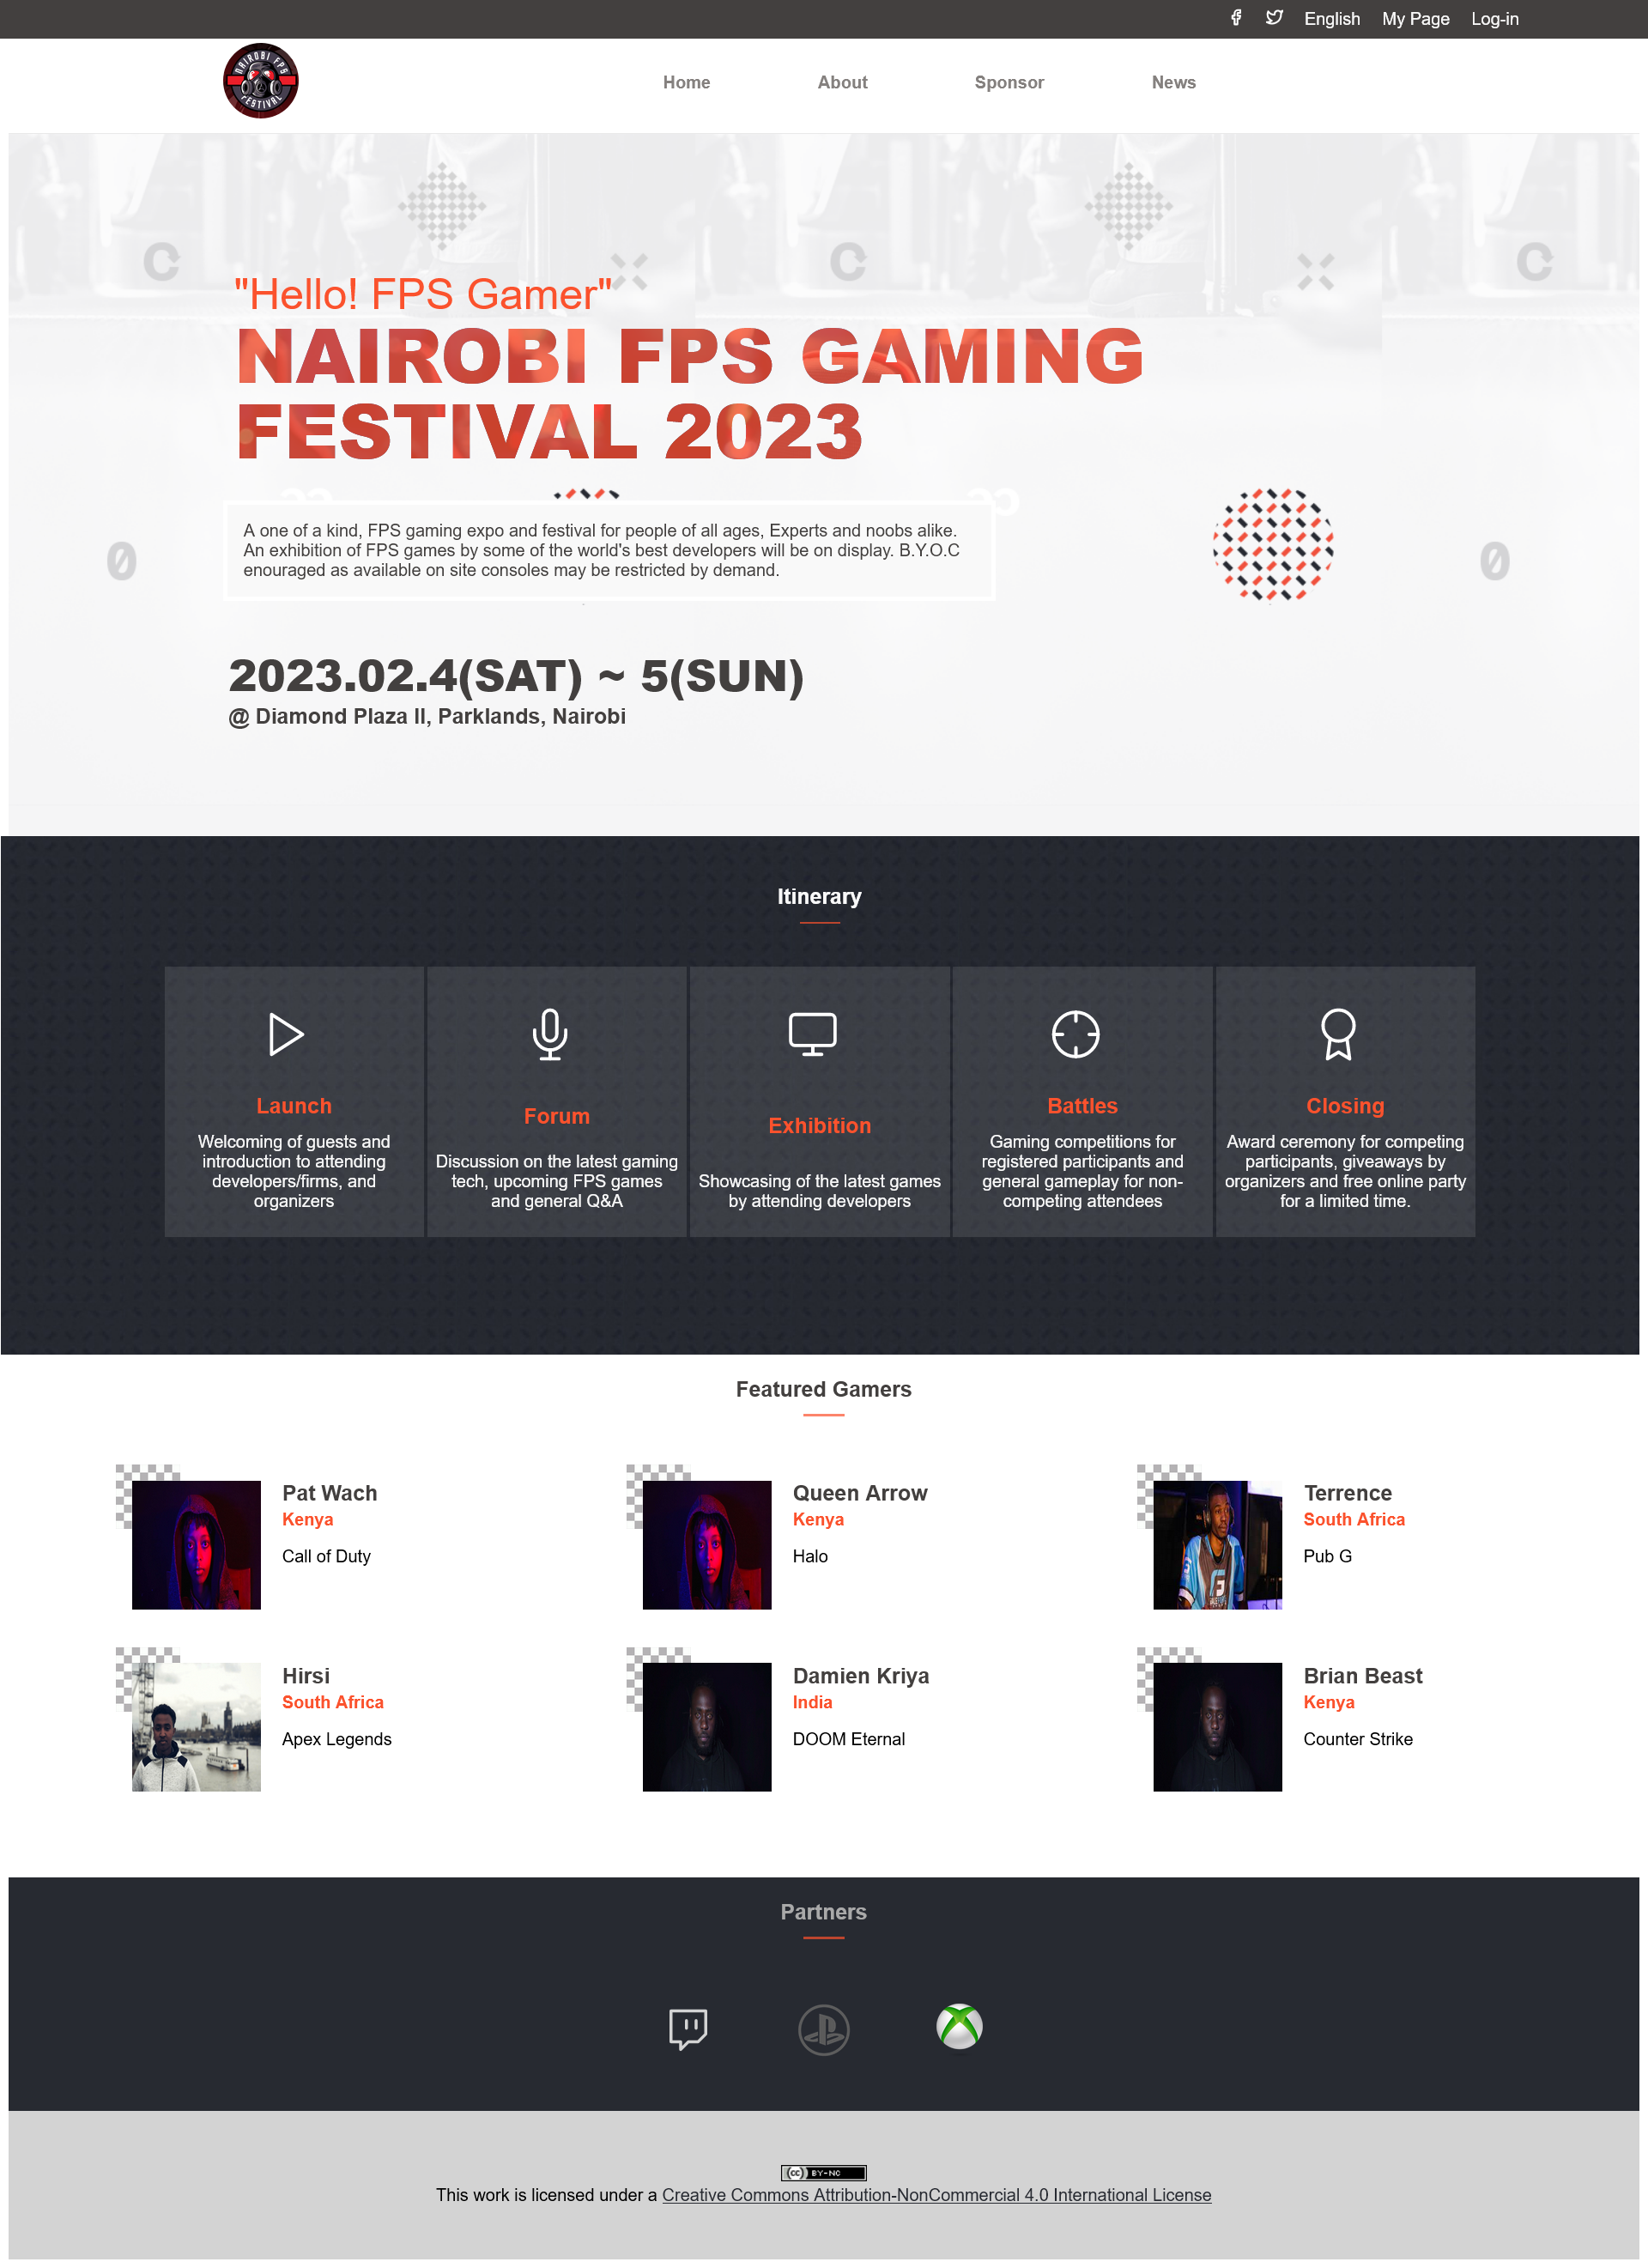 English My Page Log-in
NAIROBI FPS
FESTIVAL
Home About Sponsor News
C C C
"Hello! FPS Gamer"
NAIROBI FPS GAMING
FESTIVAL 2023
A one of a kind, FPS gaming expo and festival for people of all ages, Experts and noobs alike.
An exhibition of FPS games by some of the world's best developers will be on display. B.Y.O.C
enouraged as available on site consoles may be restricted by demand.
0 0
2023.02.4(SAT) ~ 5(SUN)
@ Diamond Plaza II, Parklands, Nairobi
Itinerary
Launch
Welcoming of guests and
introduction to attending
developers/firms, and
organizers
Forum
Discussion on the latest gaming
tech, upcoming FPS games
and general Q&A
Exhibition
Showcasing of the latest games
by attending developers
Battles
Gaming competitions for
registered participants and
general gameplay for non-
competing attendees
Closing
Award ceremony for competing
participants, giveaways by
organizers and free online party
for a limited time.
Featured Gamers
Pat Wach
Kenya
Call of Duty
Queen Arrow
Kenya
Halo
Terrence
South Africa
Pub G
Hirsi
South Africa
Apex Legends
Damien Kriya
India
DOOM Eternal
Brian Beast
Kenya
Counter Strike
Partners
cc BY-NC
This work is licensed under a Creative Commons Attribution-NonCommercial 4.0 International License